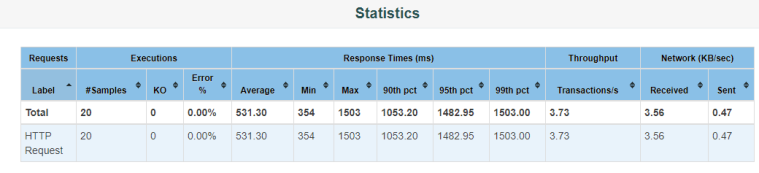 Statistics
Requests Executions Response Times (ms) Throughput Network (KB/sec)
Label #Samples KO Error % Average Min Max 90th pct 95th pct 99th pct Transactions/s Received Sent
Total 20 0 0.00% 531.30 354 1503 1053.20 1482.95 1503.00 3.73 3.56 0.47
HTTP Request 20 0 0.00% 531.30 354 1503 1053.20 1482.95 1503.00 3.73 3.56 0.47